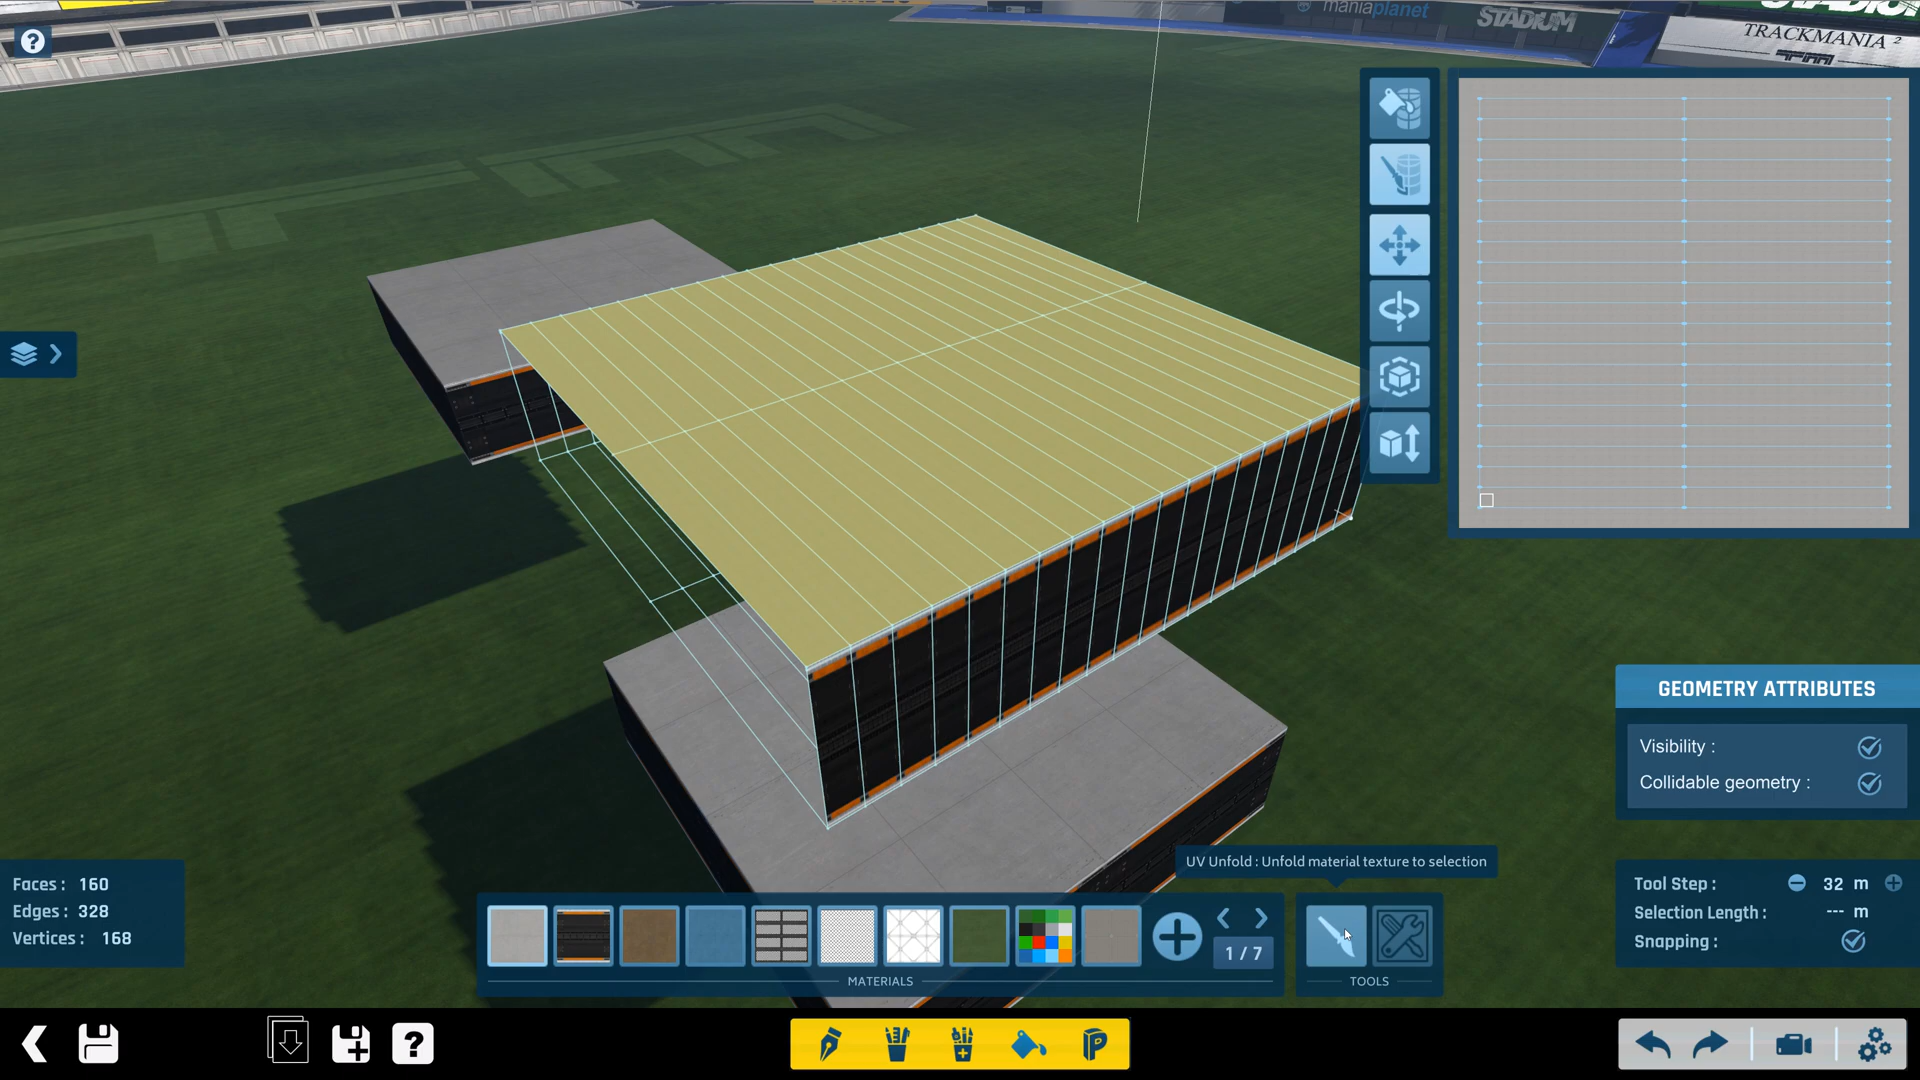 maniaplanet
STADIUM
TRACKMANIA²
GEOMETRY ATTRIBUTES
Visibility :
Collidable geometry :
UV Unfold : Unfold material texture to selection
Faces : 160
Edges : 328
Vertices : 168
Tool Step : 32 m
Selection Length : --- m
Snapping :
1 / 7
MATERIALS
TOOLS